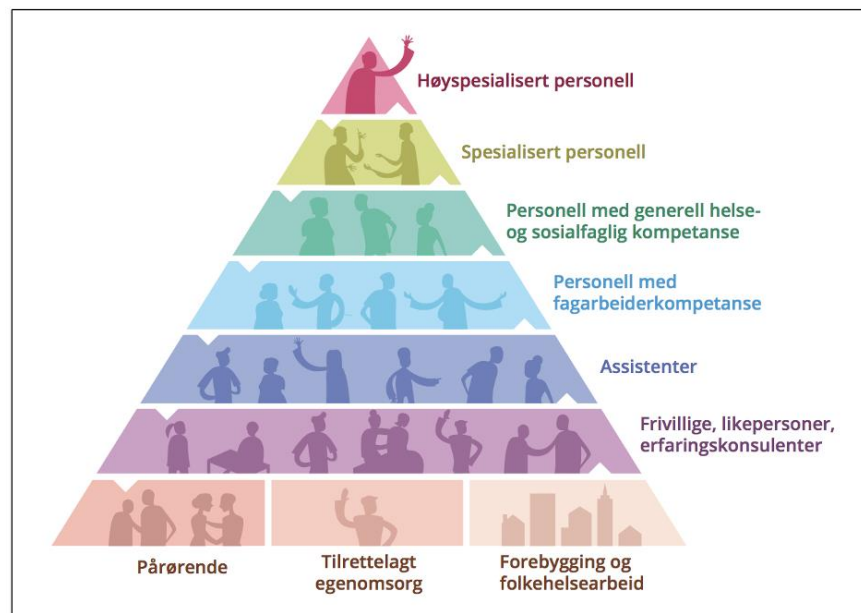 Høyspesialisert personell
Spesialisert personell
Personell med generell helse-
og sosialfaglig kompetanse
Personell med
fagarbeiderkompetanse
Assistenter
Frivillige, likepersoner,
erfaringskonsulenter
Pårørende
Tilrettelagt
egenomsorg
Forebygging og
folkehelsearbeid